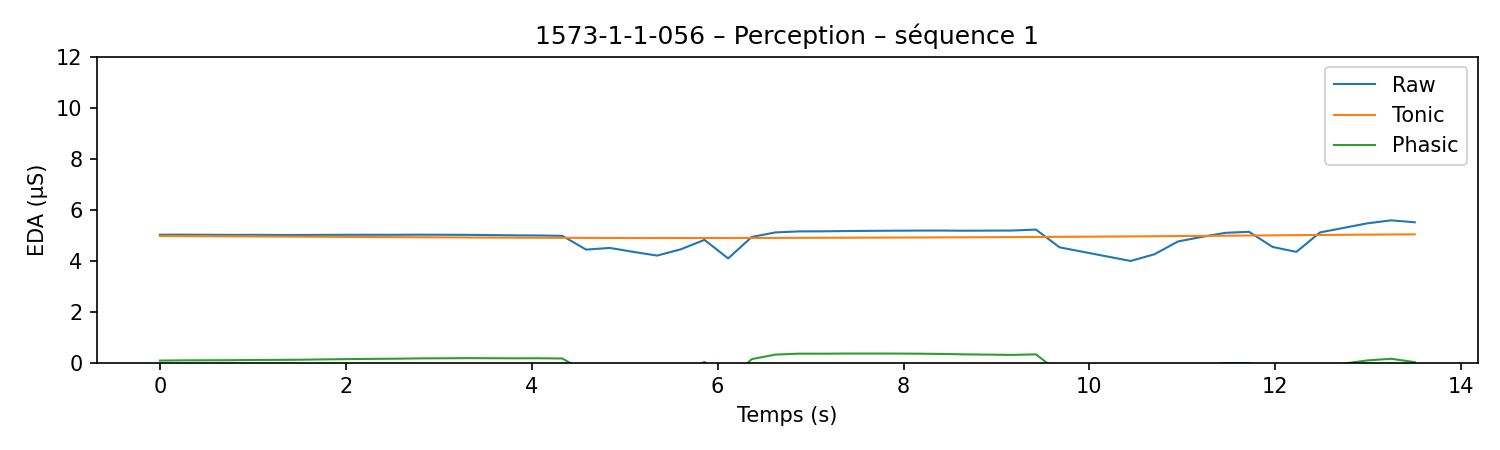 1573-1-1-056 – Perception – séquence 1
EDA (µS)
12
10
8
6
4
2
0
Raw
Tonic
Phasic
0 2 4 6 8 10 12 14
Temps (s)